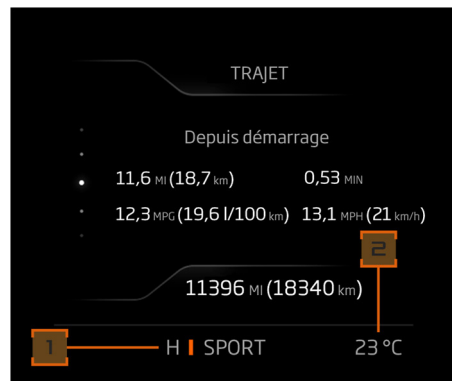 TRAJET
Depuis démarrage
11,6 MI (18,7 km) 0,53 MIN
12,3 MPG (19,6 l/100 km) 13,1 MPH (21 km/h)
2
11396 MI (18340 km)
1 H SPORT 23 °C